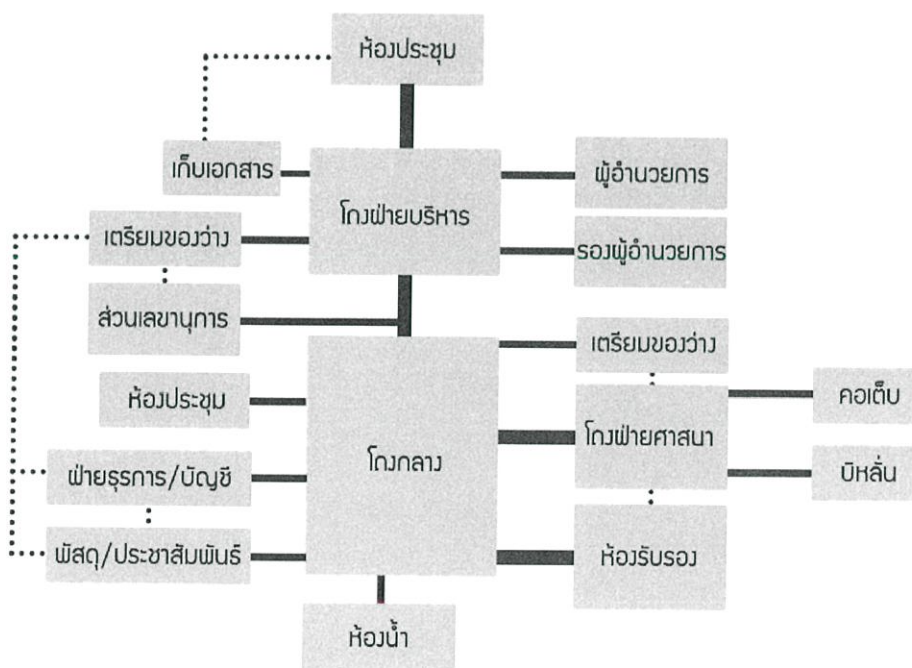 ห้องประชุม
เก็บเอกสาร
โถงฝ่ายบริหาร
ผู้อำนวยการ
เตรียมของว่าง
รองผู้อำนวยการ
ส่วนเลขานุการ
เตรียมของว่าง
ห้องประชุม
โถงกลาง
โถงฝ่ายศาสนา
คอเต็บ
ฝ่ายธุรการ/บัญชี
บิหลั่น
พัสดุ/ประชาสัมพันธ์
ห้องรับรอง
ห้องน้ำ